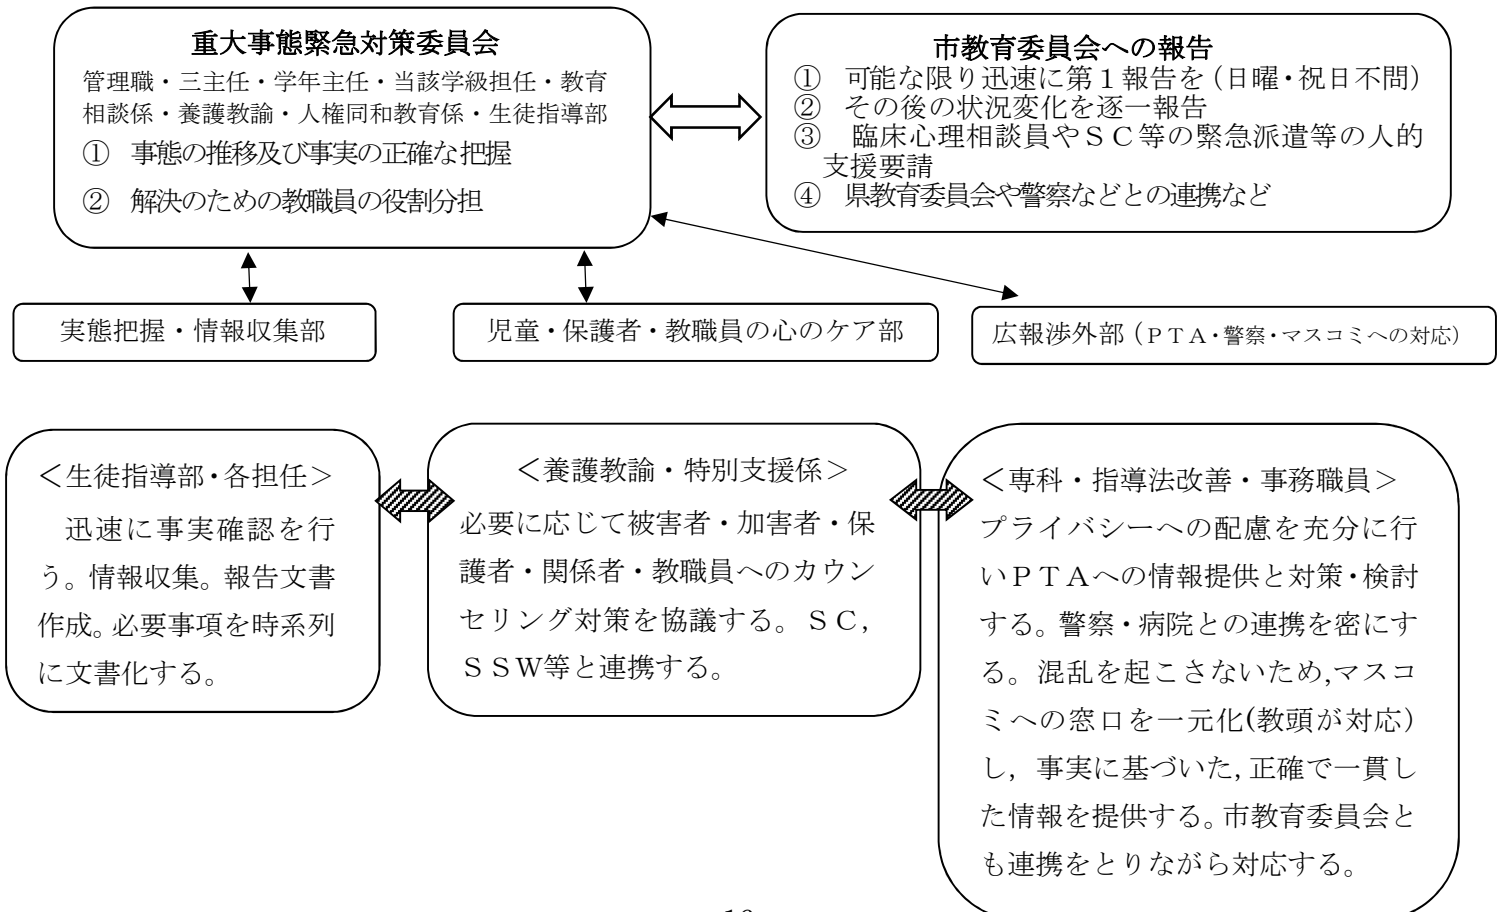 重大事態緊急対策委員会
管理職・三主任・学年主任・当該学級担任・教育
相談係・養護教諭・人権同和教育係・生徒指導部
① 事態の推移及び事実の正確な把握
② 解決のための教職員の役割分担
市教育委員会への報告
① 可能な限り迅速に第１報告を（日曜・祝日不問）
② その後の状況変化を逐一報告
③ 臨床心理相談員やＳＣ等の緊急派遣等の人的
支援要請
④ 県教育委員会や警察などとの連携など
実態把握・情報収集部
児童・保護者・教職員の心のケア部
広報渉外部（ＰＴＡ・警察・マスコミへの対応）
＜生徒指導部・各担任＞
迅速に事実確認を行
う。情報収集。報告文書
作成。必要事項を時系列
に文書化する。
＜養護教諭・特別支援係＞
必要に応じて被害者・加害者・保
護者・関係者・教職員へのカウン
セリング対策を協議する。ＳＣ，
ＳＳＷ等と連携する。
＜専科・指導法改善・事務職員＞
プライバシーへの配慮を充分に行
いＰＴＡへの情報提供と対策・検討
する。警察・病院との連携を密にす
る。混乱を起こさないため,マスコ
ミへの窓口を一元化(教頭が対応）
し，事実に基づいた,正確で一貫し
た情報を提供する。市教育委員会と
も連携をとりながら対応する。